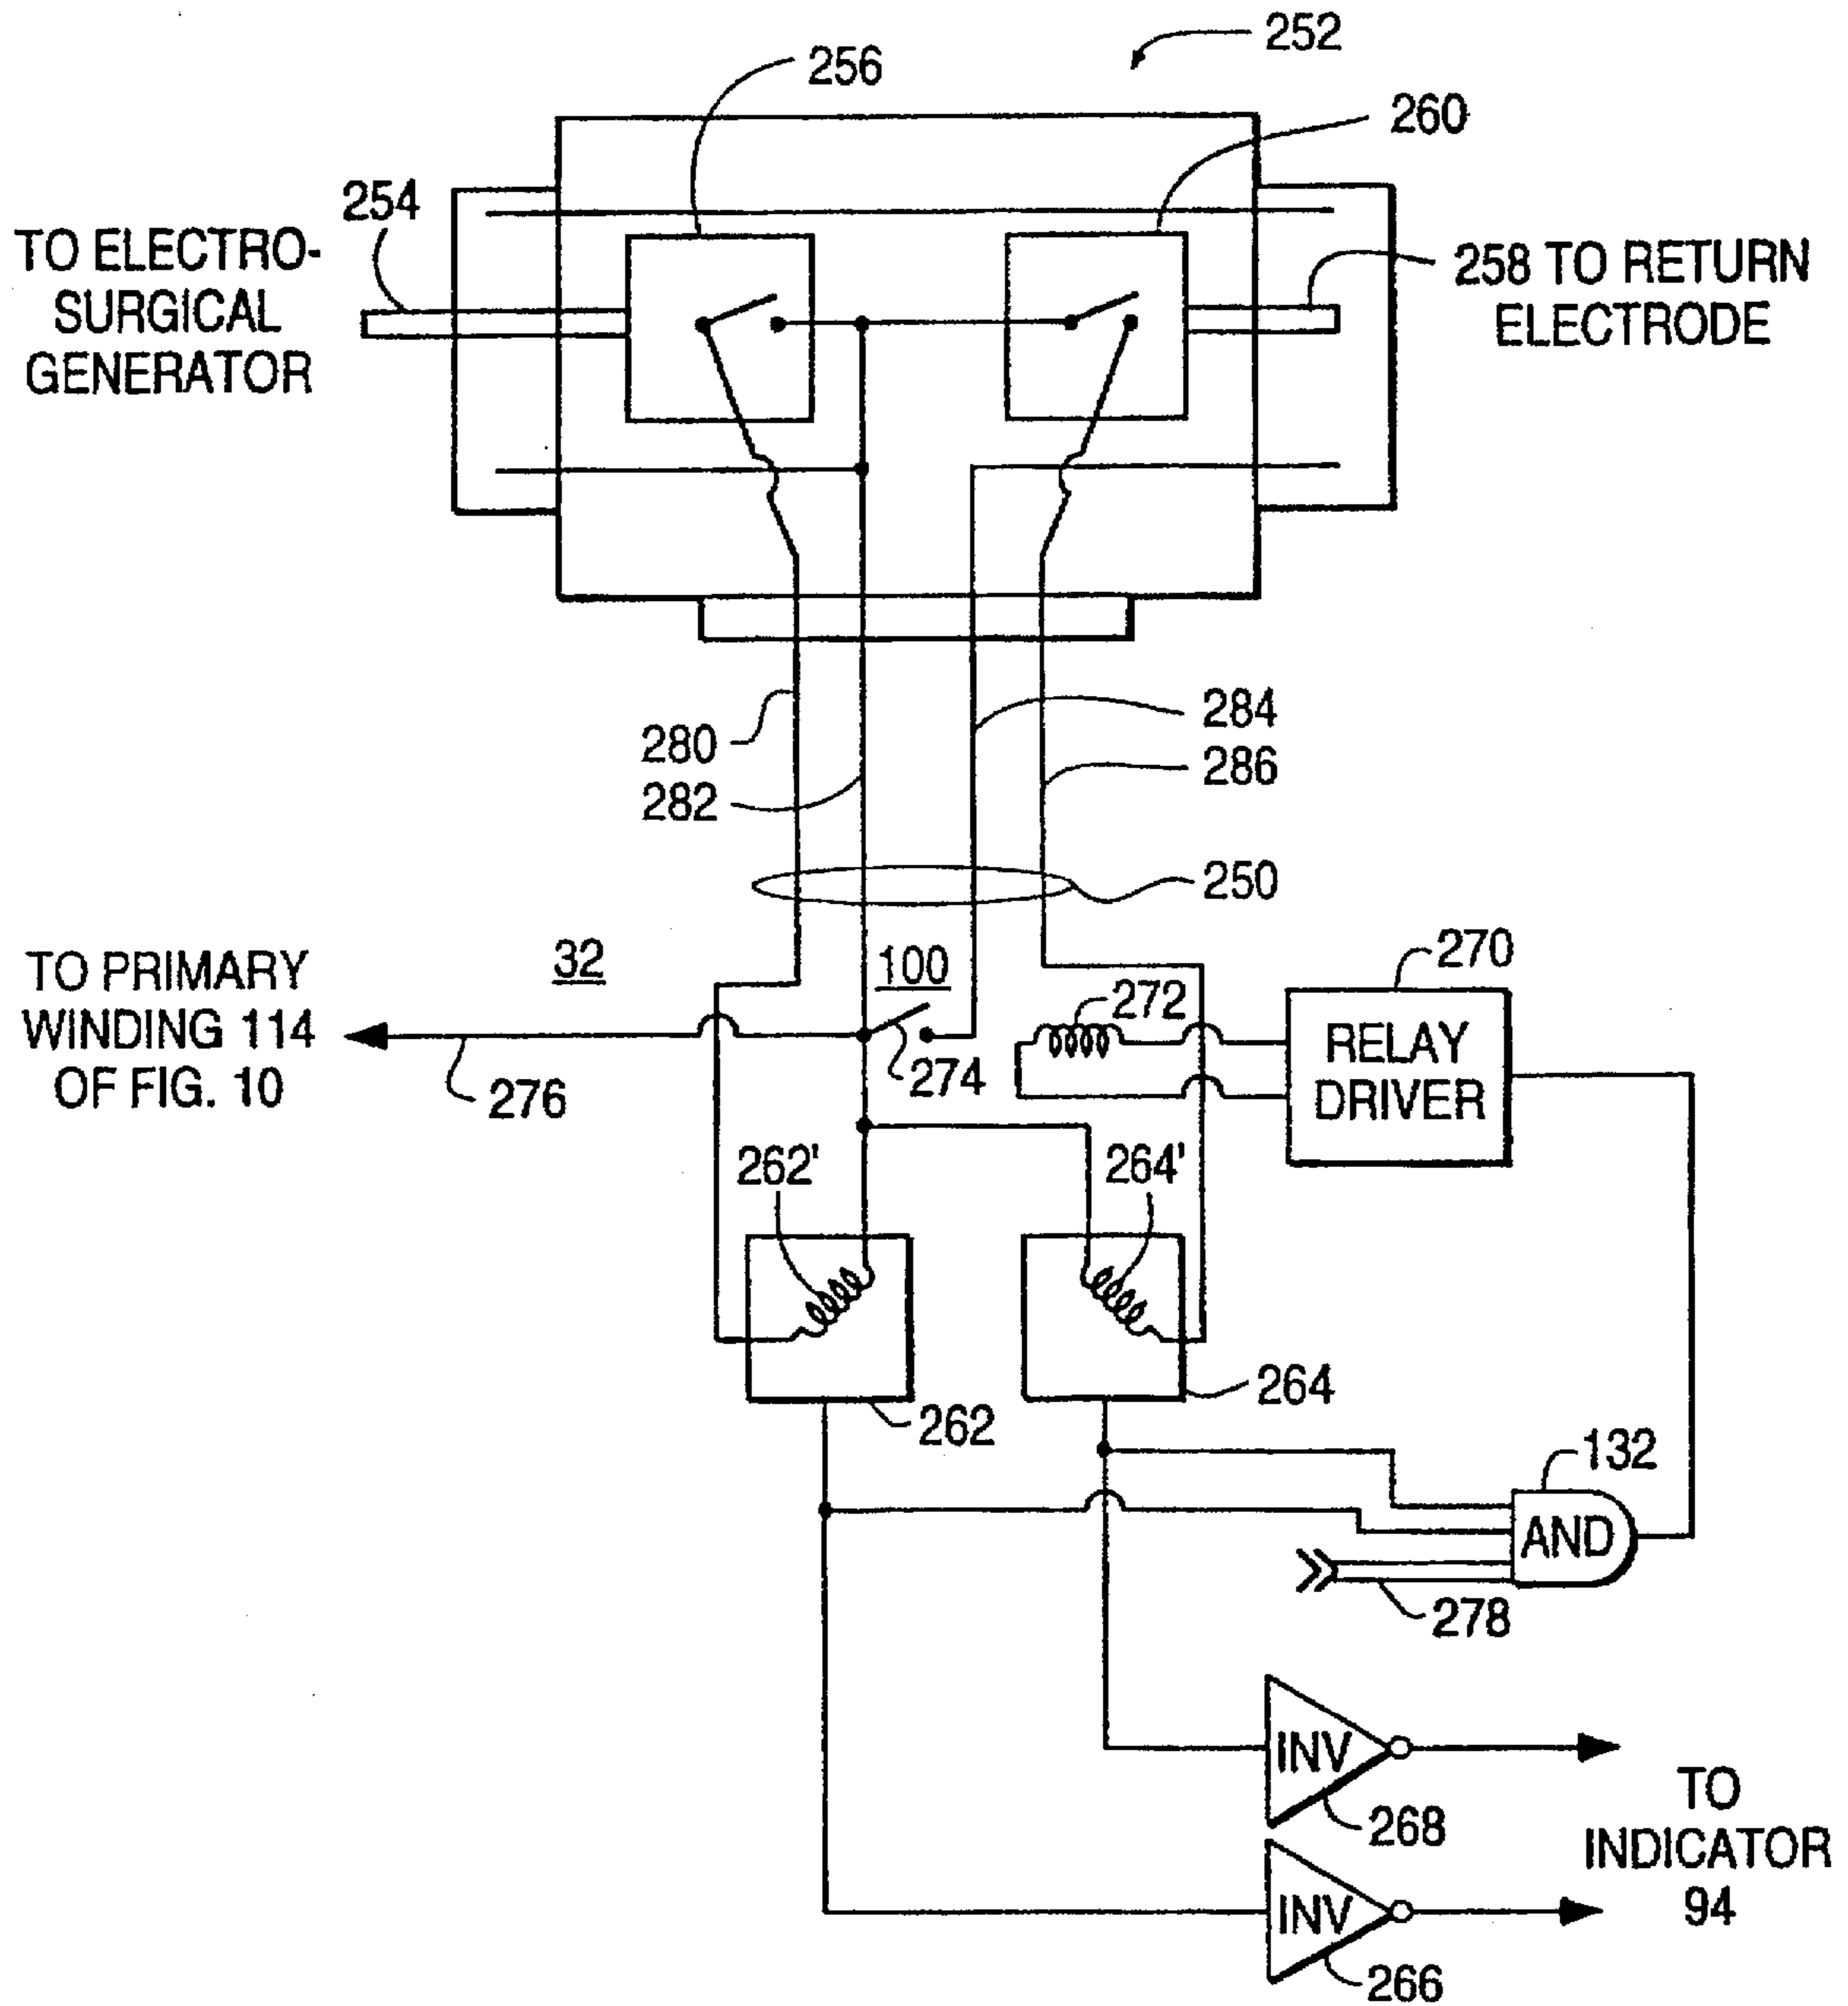 252
256
260
254
TO ELECTRO-
SURGICAL
GENERATOR
258 TO RETURN
ELECTRODE
280
282
284
286
250
TO PRIMARY
WINDING 114
OF FIG. 10
32
100
276
274
272
270
RELAY
DRIVER
262'
264'
262
264
132
AND
278
INV
268
INV
266
TO
INDICATOR
94